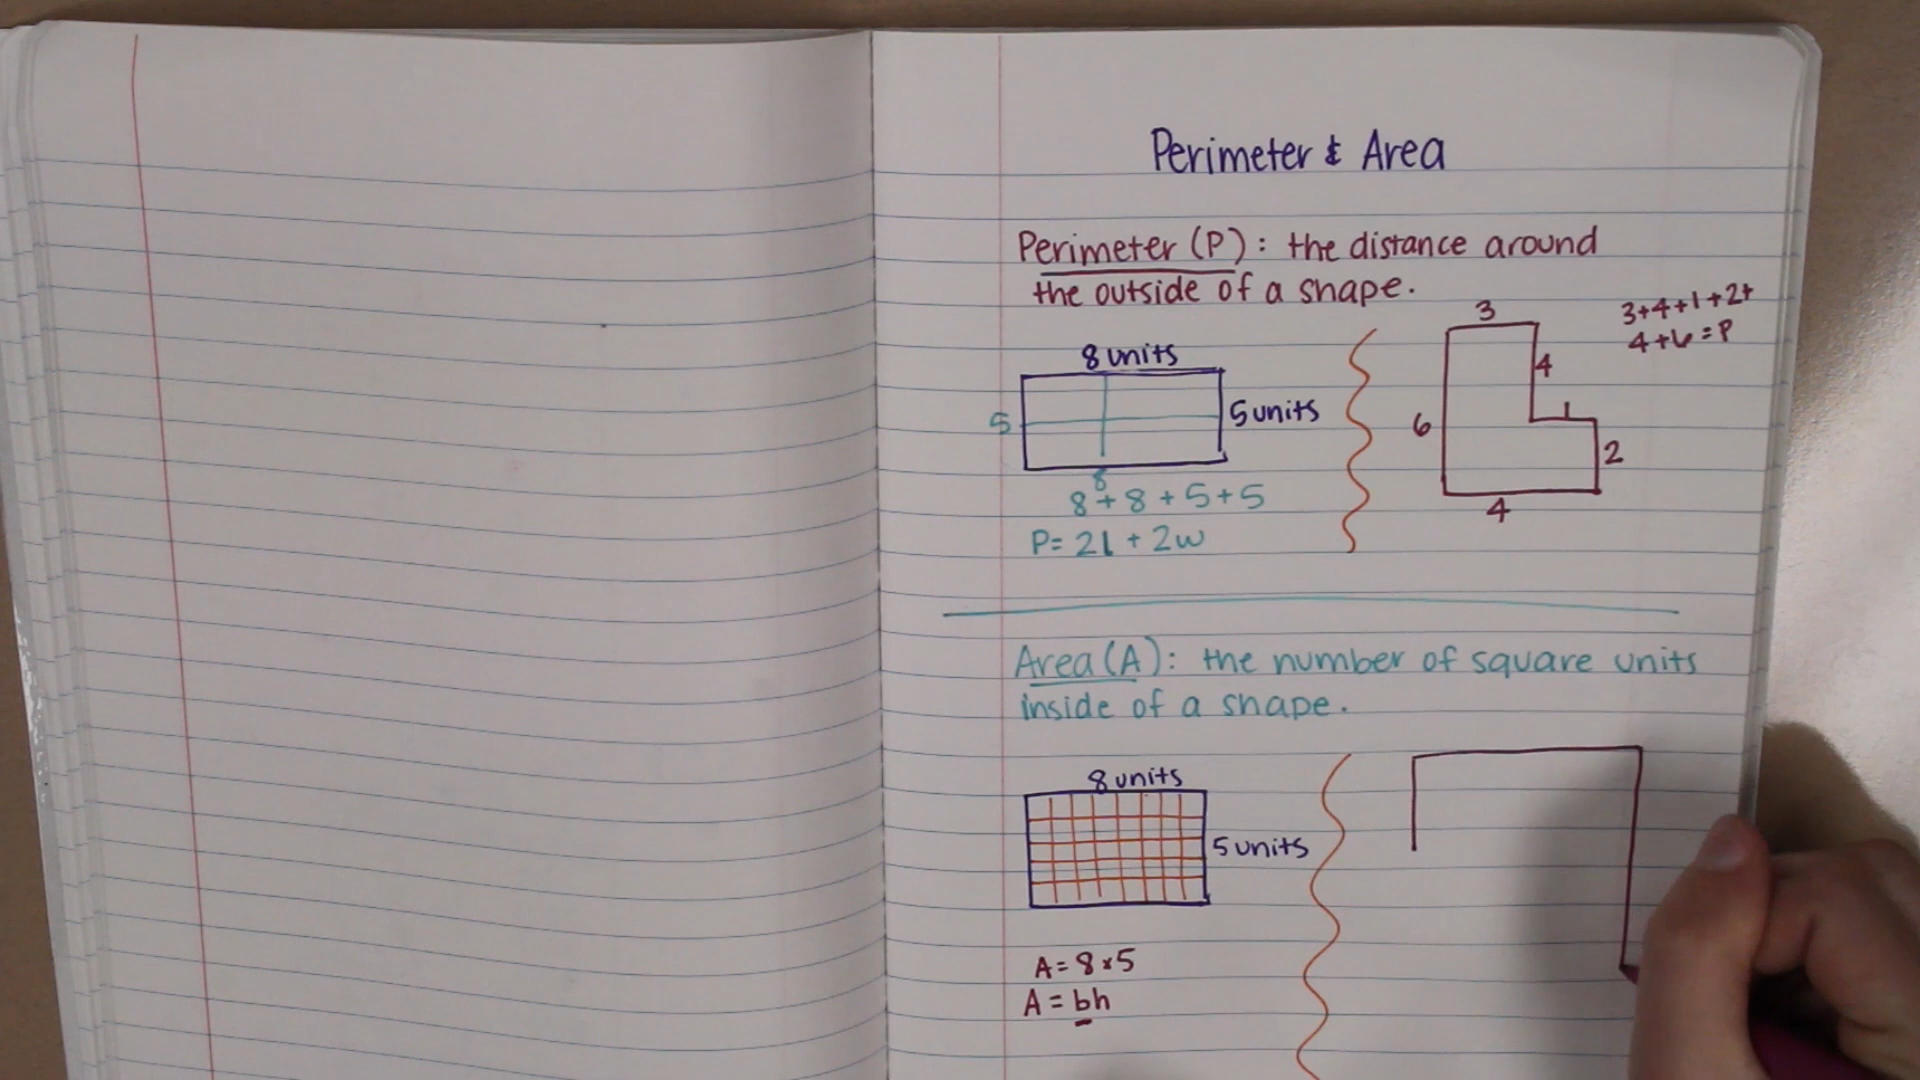 Perimeter & Area
Perimeter (P): the distance around
the outside of a shape.
8 units
5
5 units
8
8 + 8 + 5 + 5
P = 2l + 2w
3
4
1
2
4
6
3+4+1+2+
4+6=P
Area (A): the number of square units
inside of a shape.
8 units
5 units
A = 8 × 5
A = bh